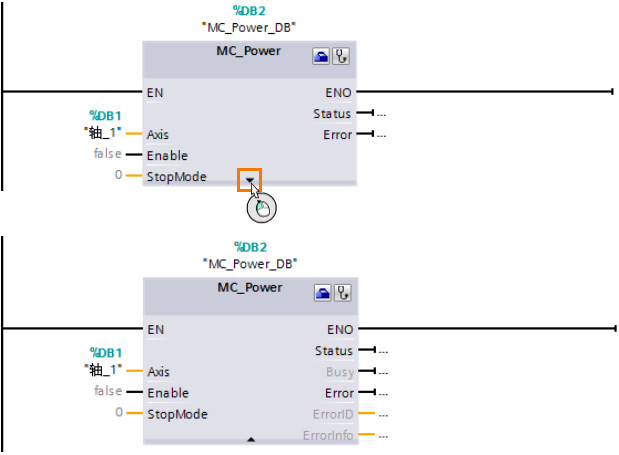 %DB2
"MC_Power_DB"
MC_Power
EN ENO
%DB1 Status ...
"轴_1" Axis Error ...
false Enable
0 StopMode
%DB2
"MC_Power_DB"
MC_Power
EN ENO
%DB1 Status ...
"轴_1" Axis Busy ...
false Enable Error ...
0 StopMode ErrorID ...
ErrorInfo ...